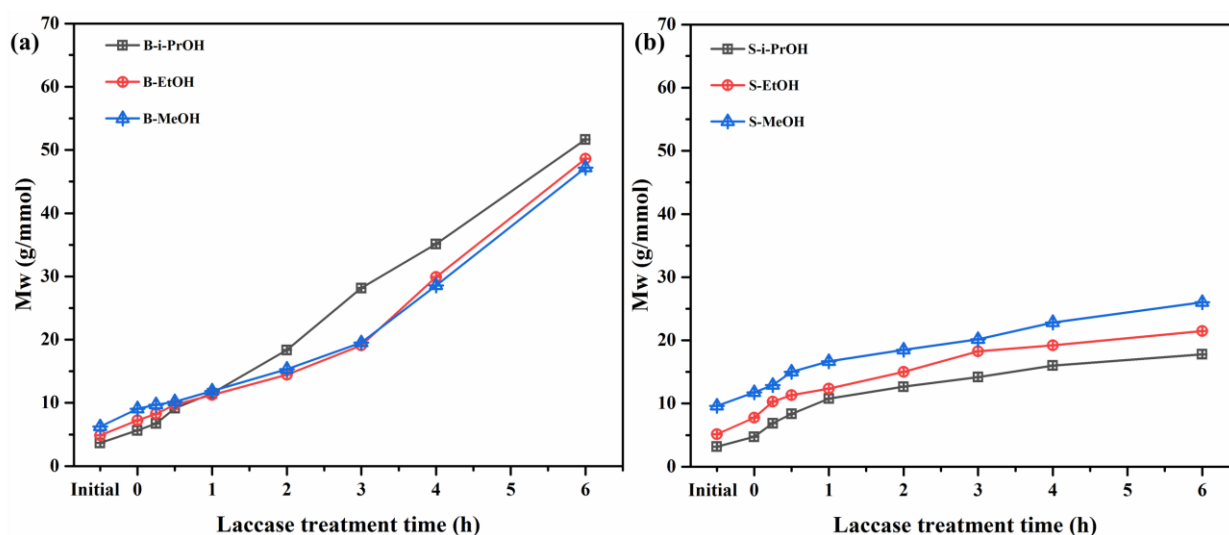 (a)
B-i-PrOH
B-EtOH
B-MeOH
Mw (g/mmol)
70
60
50
40
30
20
10
0
Initial 0 1 2 3 4 5 6
Laccase treatment time (h)
(b)
S-i-PrOH
S-EtOH
S-MeOH
Mw (g/mmol)
70
60
50
40
30
20
10
0
Initial 0 1 2 3 4 5 6
Laccase treatment time (h)